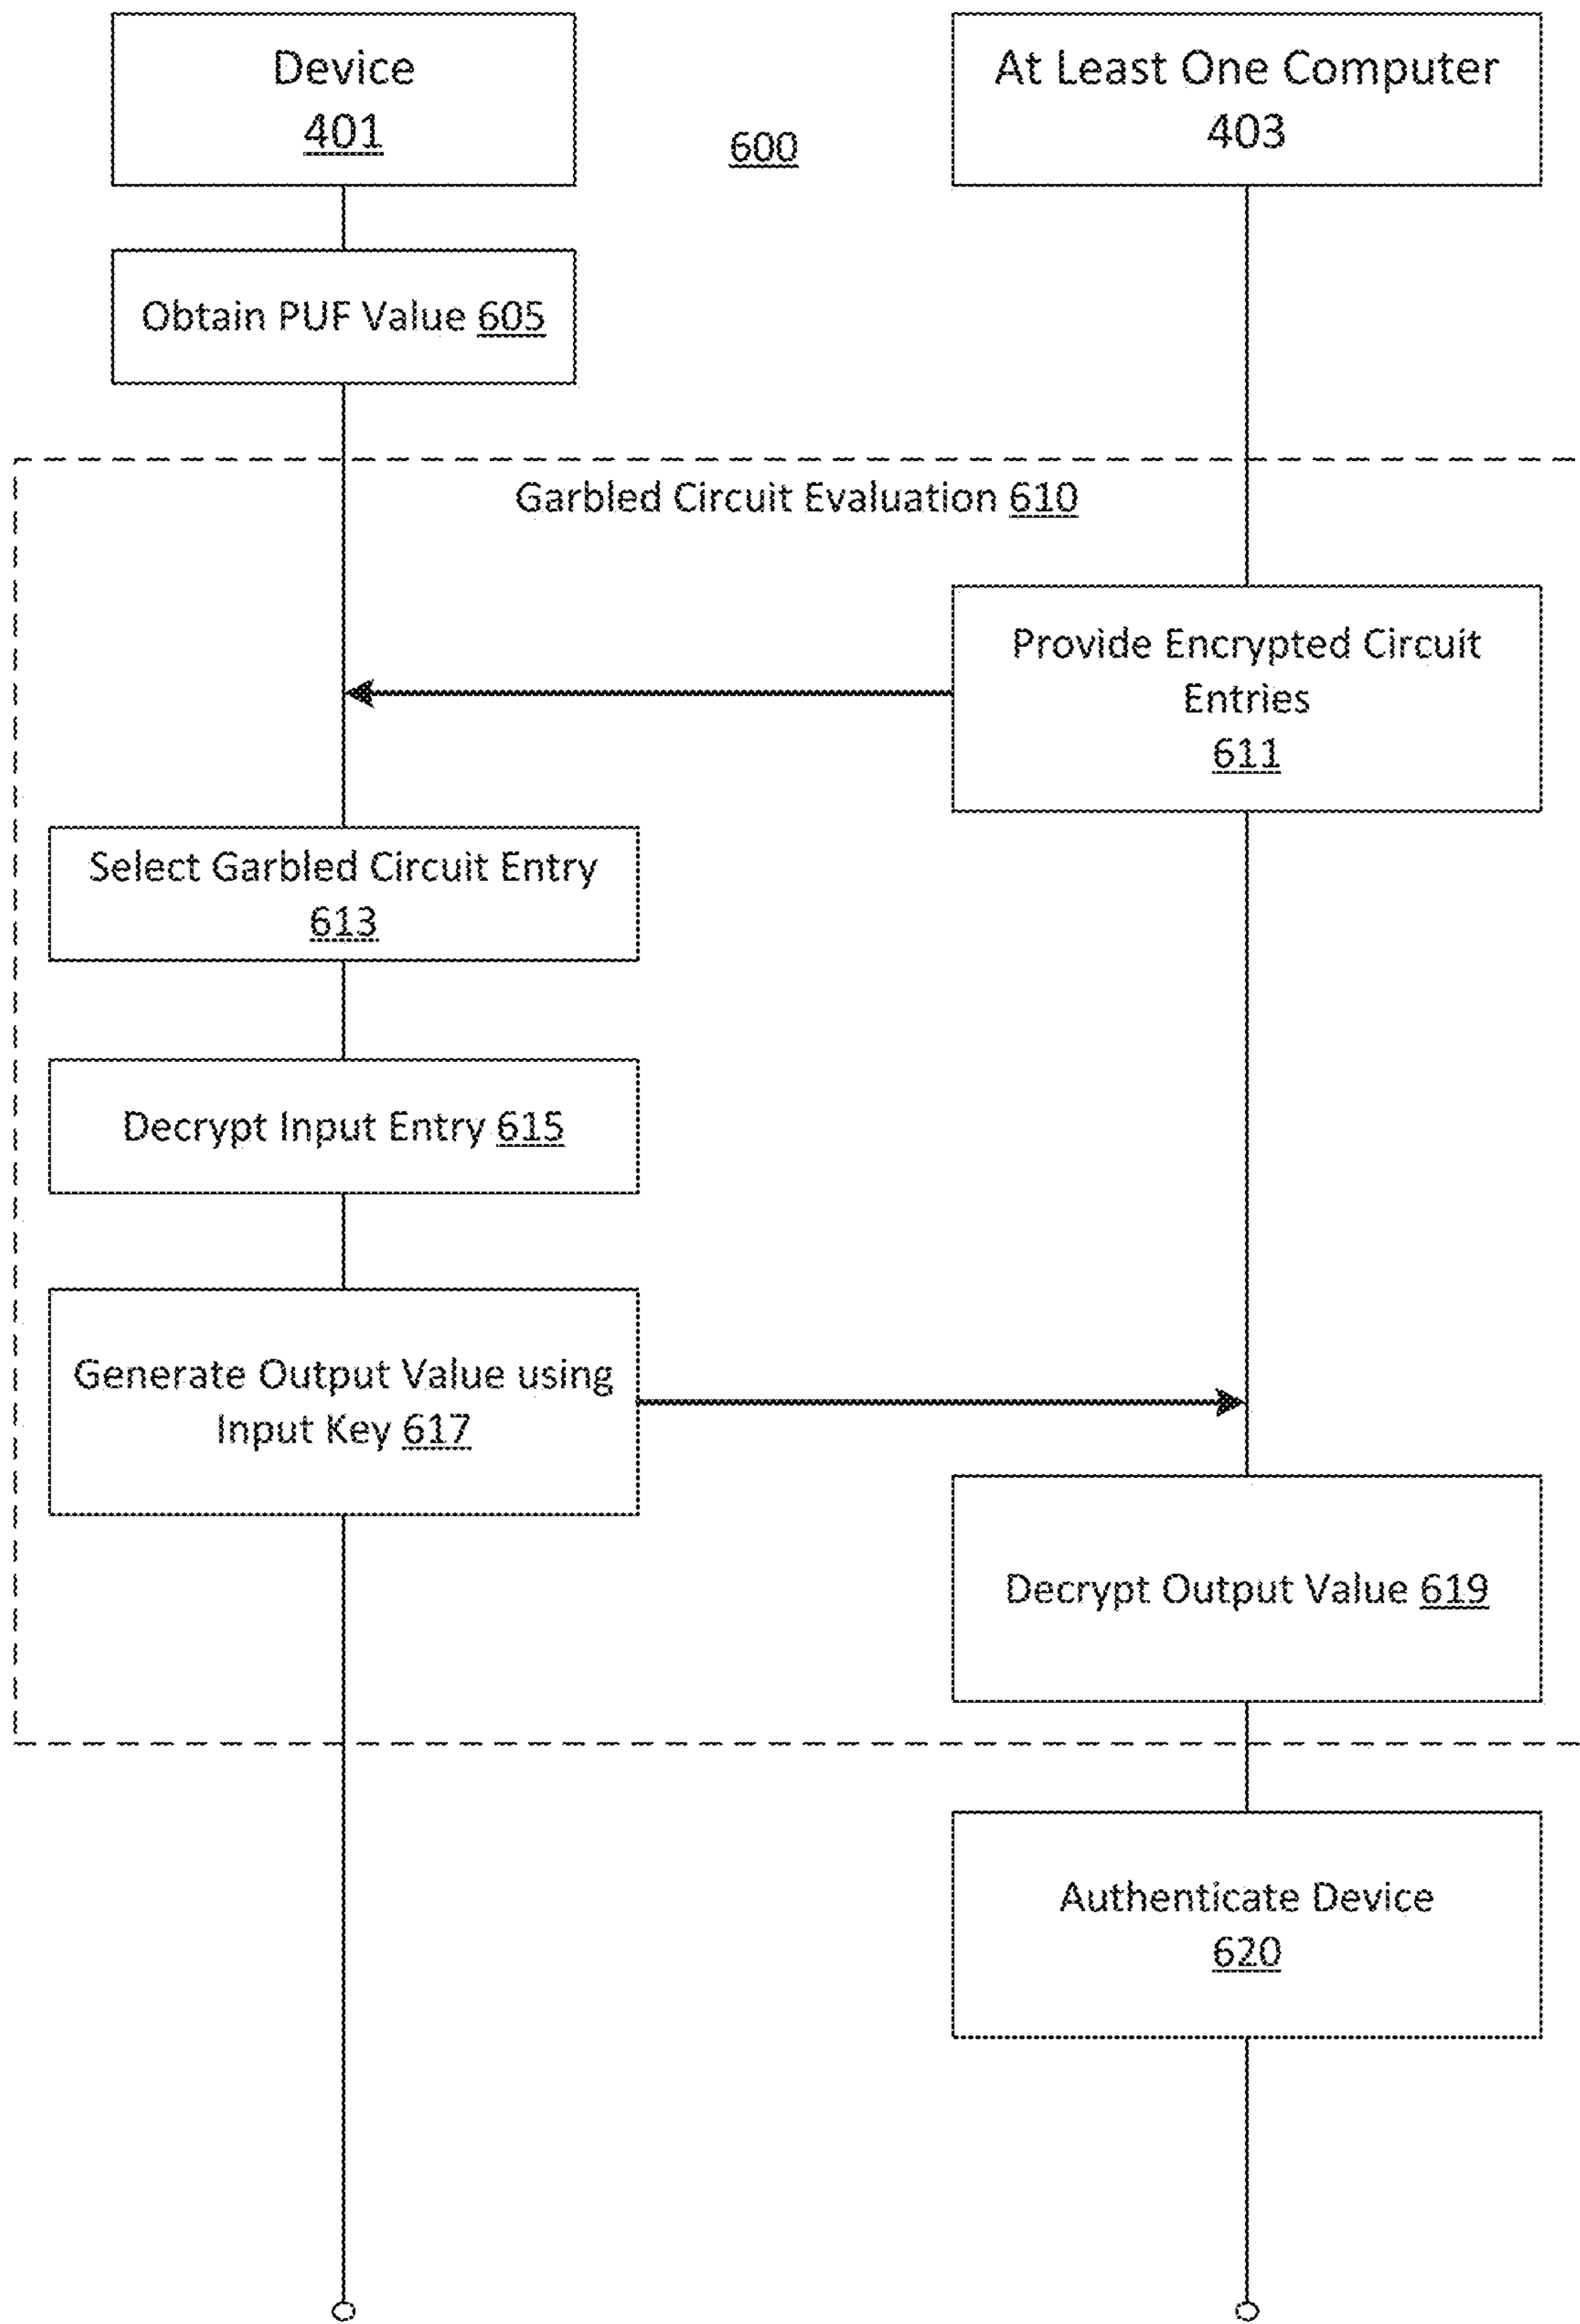 Device
401
At Least One Computer
403
600
Obtain PUF Value 605
Garbled Circuit Evaluation 610
Provide Encrypted Circuit
Entries
611
Select Garbled Circuit Entry
613
Decrypt Input Entry 615
Generate Output Value using
Input Key 617
Decrypt Output Value 619
Authenticate Device
620